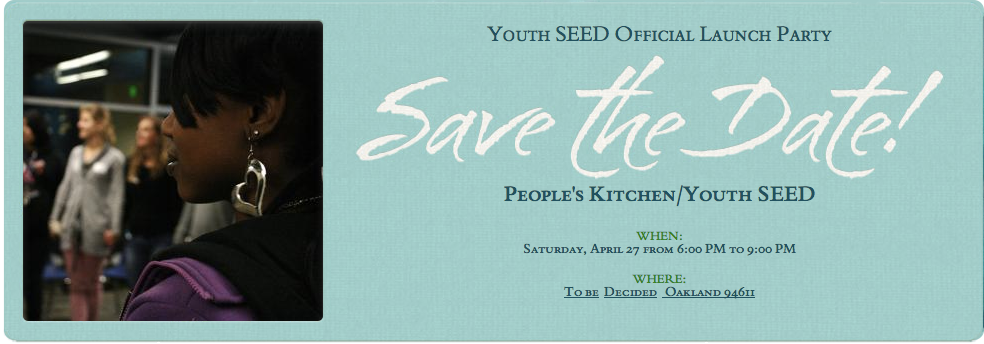 Youth SEED Official Launch Party
Save the Date!
People's Kitchen/Youth SEED
WHEN:
Saturday, April 27 from 6:00 PM to 9:00 PM
WHERE:
To be Decided Oakland 94611